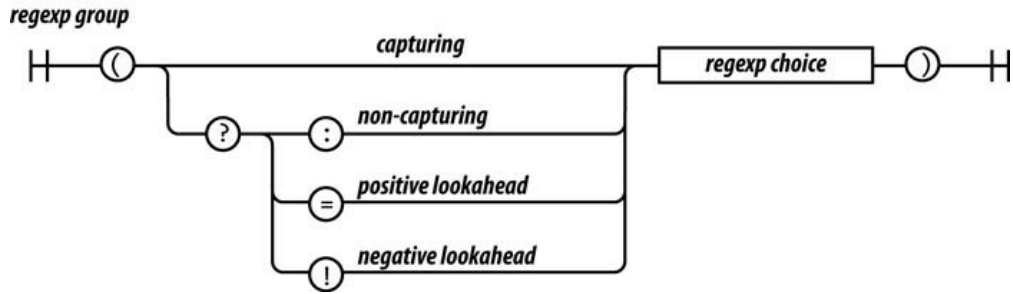 regexp group
( capturing regexp choice )
? : non-capturing
= positive lookahead
! negative lookahead